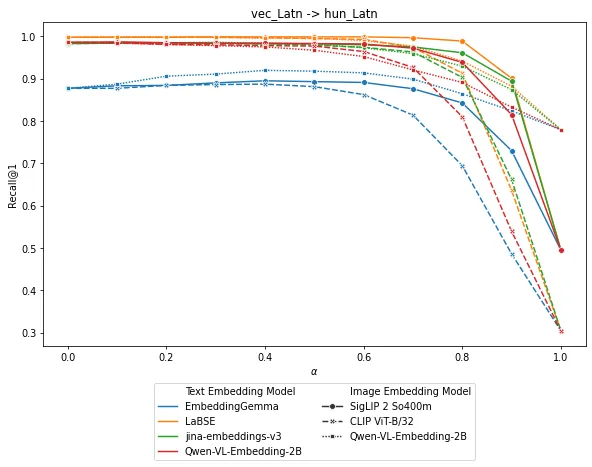 vec_Latn -> hun_Latn
1.0
0.9
0.8
0.7
0.6
0.5
0.4
0.3
Recall@1
0.0 0.2 0.4 0.6 0.8 1.0
α
Text Embedding Model Image Embedding Model
EmbeddingGemma SigLIP 2 So400m
LaBSE CLIP ViT-B/32
jina-embeddings-v3 Qwen-VL-Embedding-2B
Qwen-VL-Embedding-2B